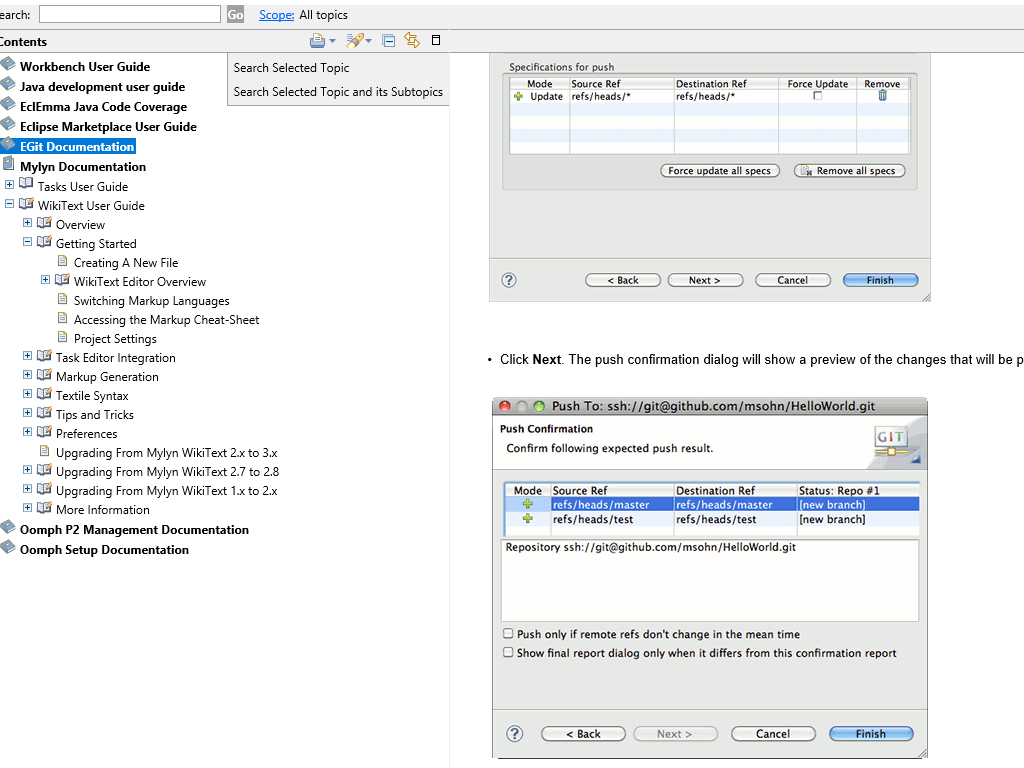 earch:
Go
Scope: All topics
Contents
Search Selected Topic
Search Selected Topic and its Subtopics
Workbench User Guide
Java development user guide
EclEmma Java Code Coverage
Eclipse Marketplace User Guide
EGit Documentation
Mylyn Documentation
Tasks User Guide
WikiText User Guide
Overview
Getting Started
Creating A New File
WikiText Editor Overview
Switching Markup Languages
Accessing the Markup Cheat-Sheet
Project Settings
Task Editor Integration
Markup Generation
Textile Syntax
Tips and Tricks
Preferences
Upgrading From Mylyn WikiText 2.x to 3.x
Upgrading From Mylyn WikiText 2.7 to 2.8
Upgrading From Mylyn WikiText 1.x to 2.x
More Information
Oomph P2 Management Documentation
Oomph Setup Documentation
Specifications for push
Mode Source Ref Destination Ref Force Update Remove
Update refs/heads/* refs/heads/*
Force update all specs Remove all specs
? < Back Next > Cancel Finish
• Click Next. The push confirmation dialog will show a preview of the changes that will be p
Push To: ssh://git@github.com/msohn/HelloWorld.git
Push Confirmation
Confirm following expected push result.
GIT
Mode Source Ref Destination Ref Status: Repo #1
refs/heads/master refs/heads/master [new branch]
refs/heads/test refs/heads/test [new branch]
Repository ssh://git@github.com/msohn/HelloWorld.git
Push only if remote refs don't change in the mean time
Show final report dialog only when it differs from this confirmation report
? < Back Next > Cancel Finish